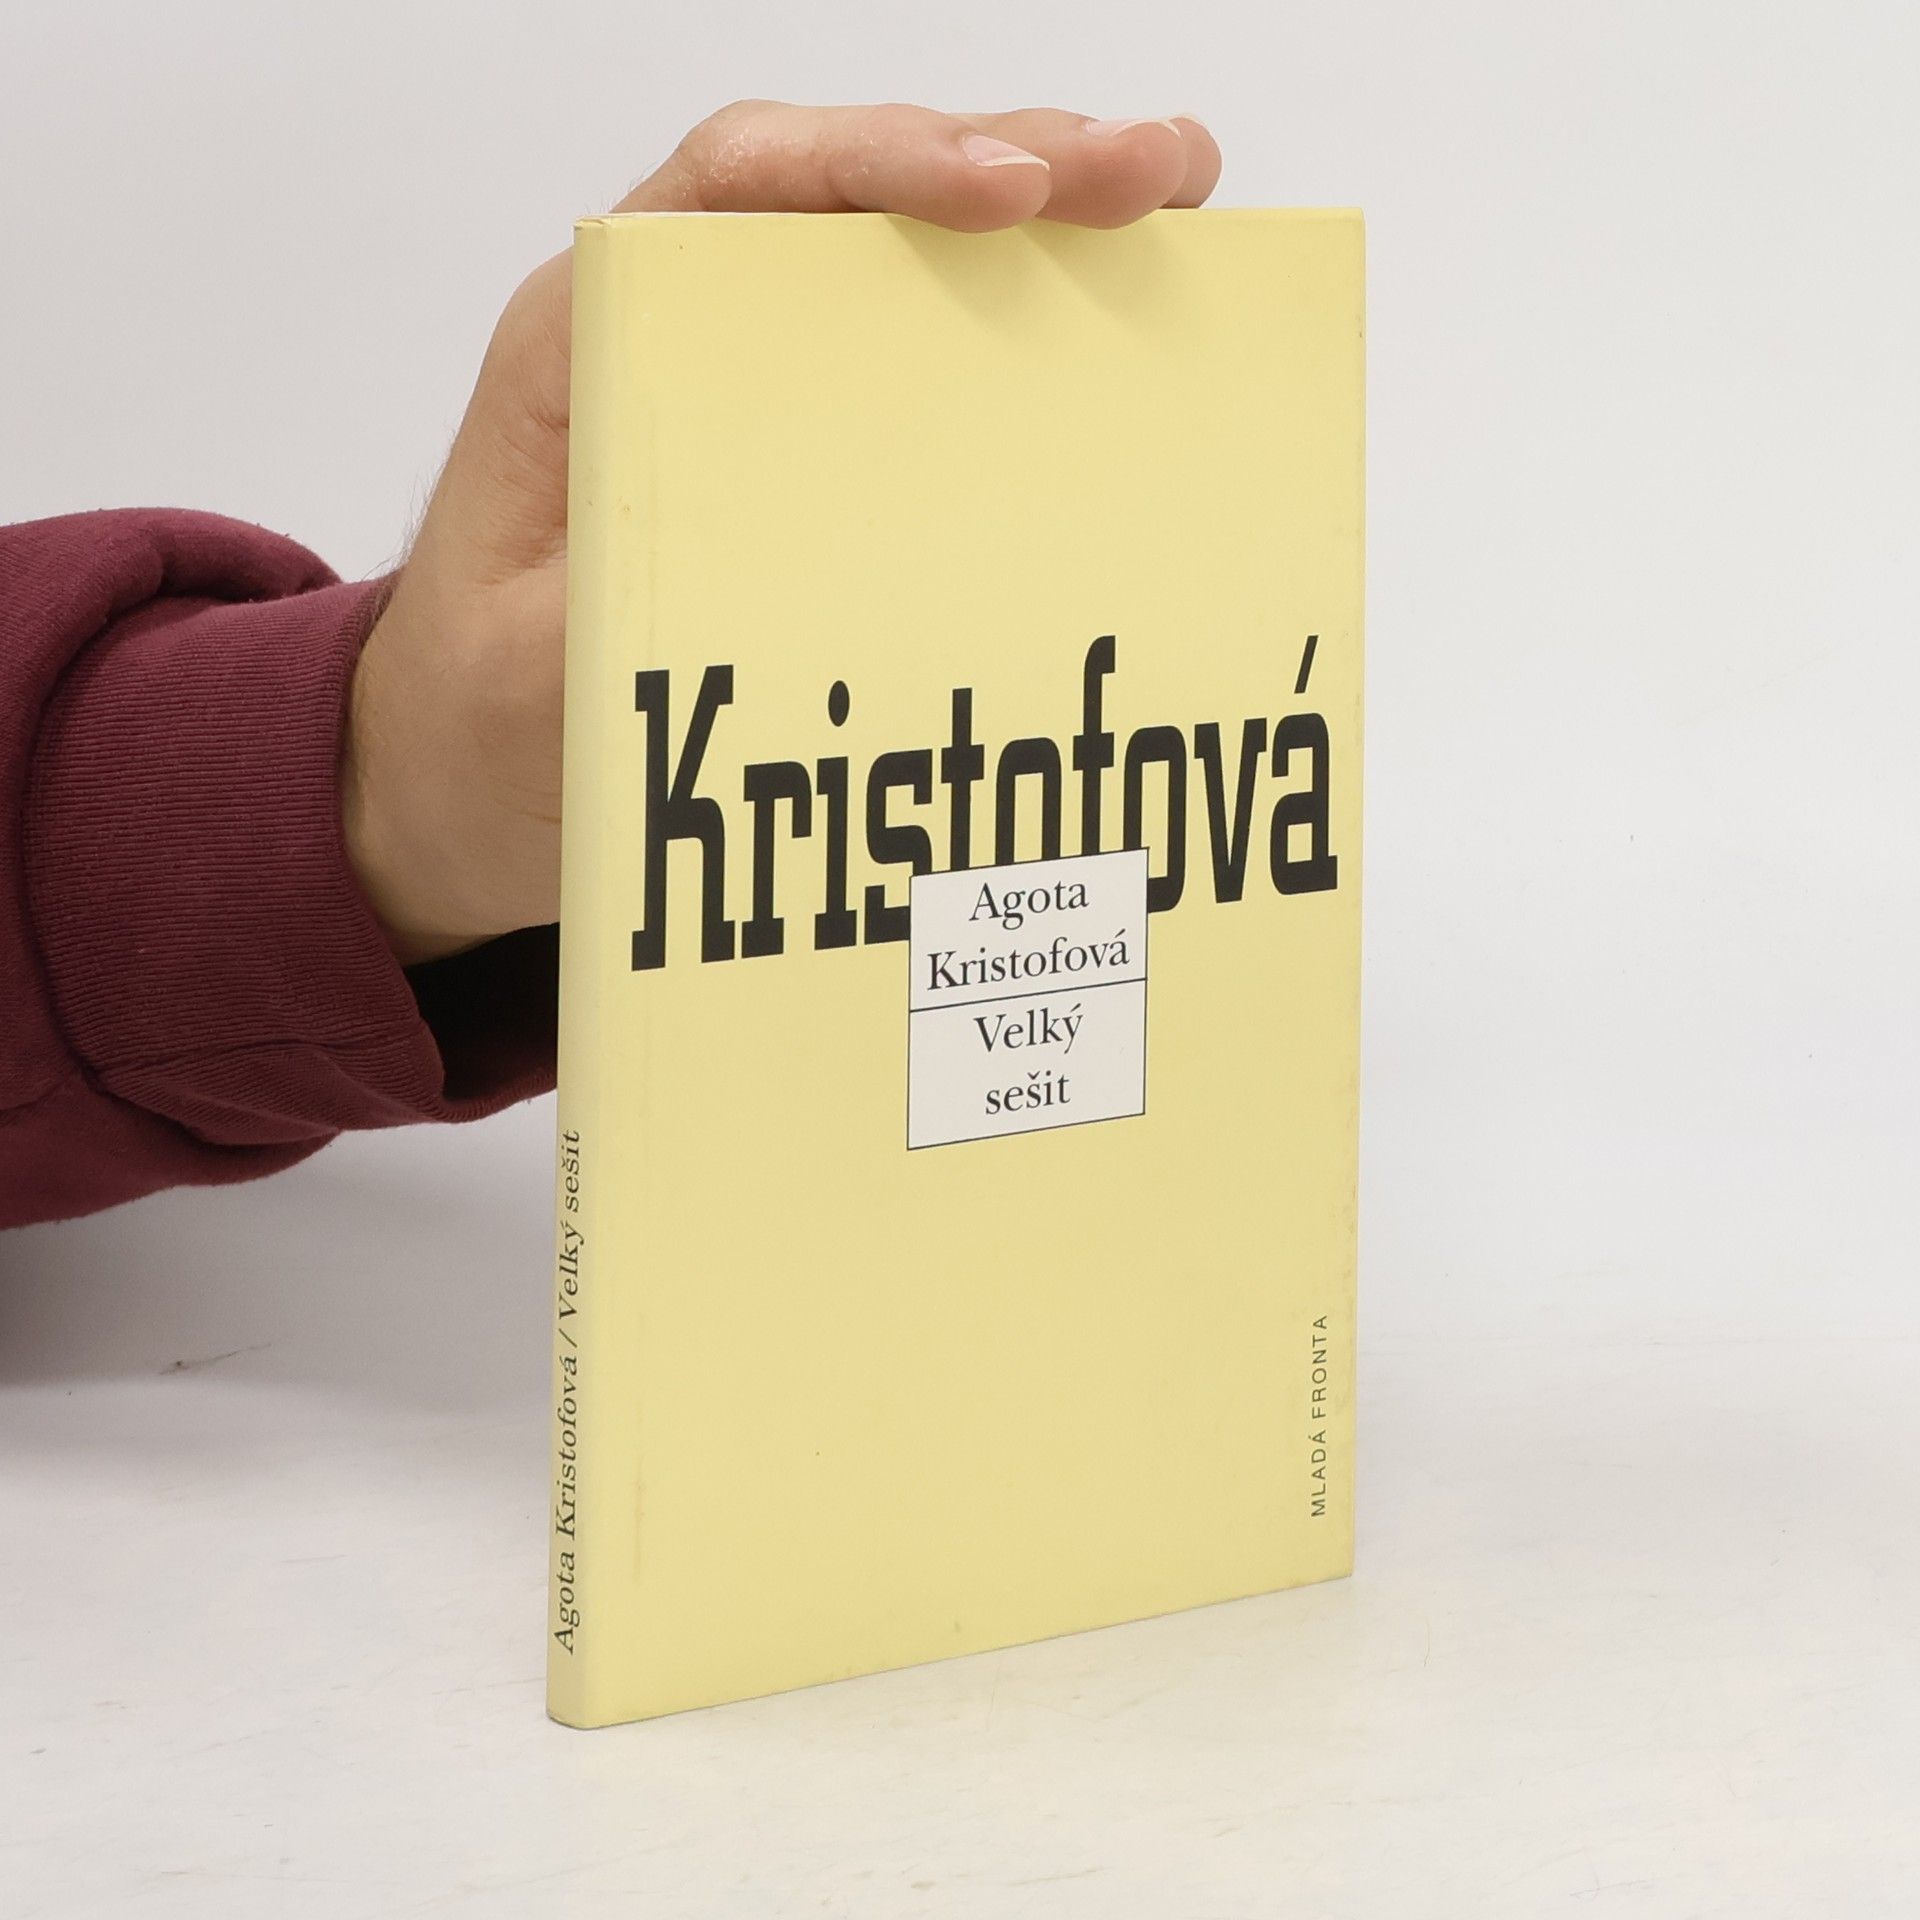 Kristofová
Agota
Kristofová
Velký
sešit
MLADÁ FRONTA
Agota Kristofová / Velký sešit